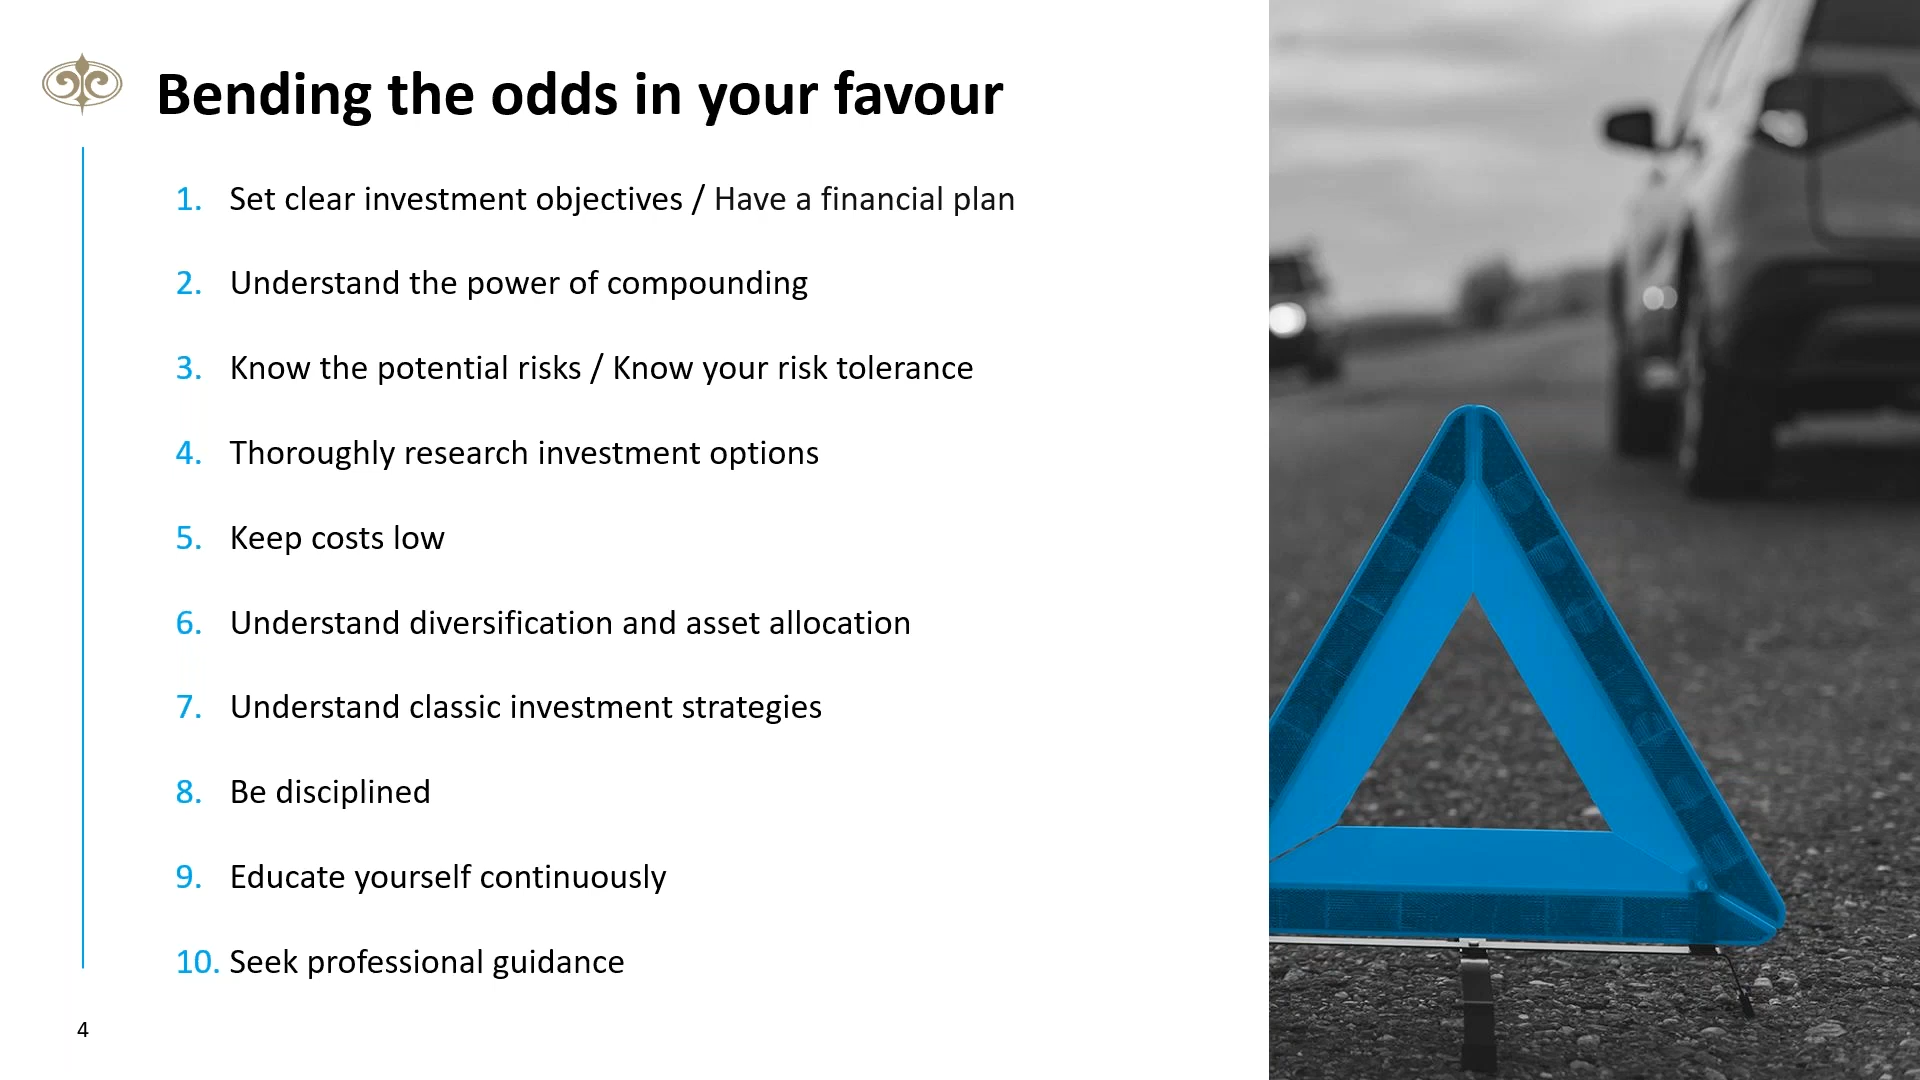 Bending the odds in your favour
1. Set clear investment objectives / Have a financial plan
2. Understand the power of compounding
3. Know the potential risks / Know your risk tolerance
4. Thoroughly research investment options
5. Keep costs low
6. Understand diversification and asset allocation
7. Understand classic investment strategies
8. Be disciplined
9. Educate yourself continuously
10. Seek professional guidance
4